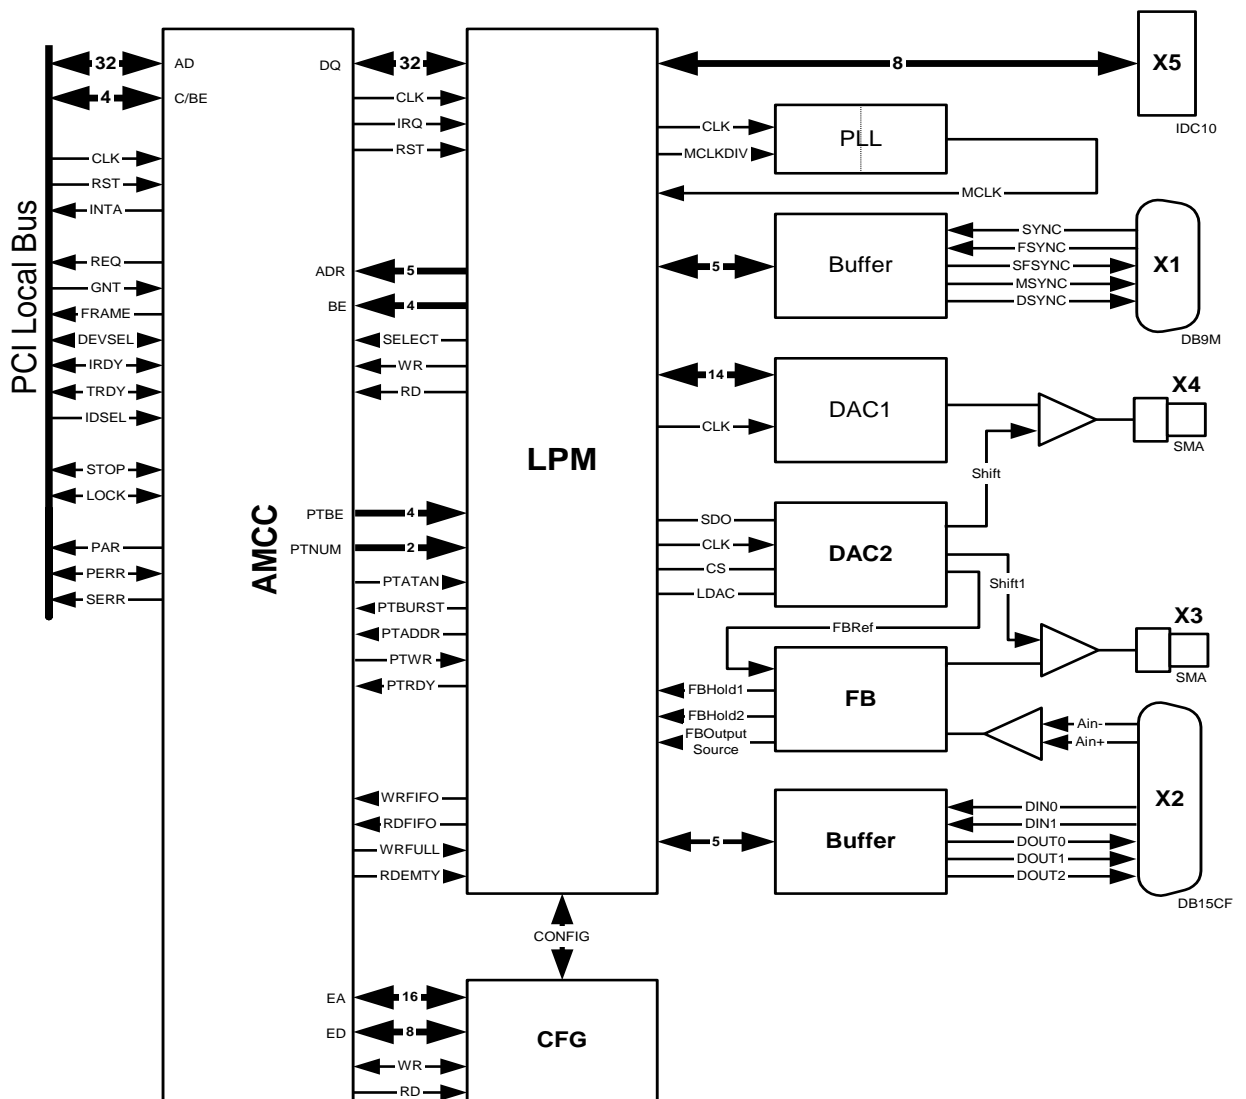 PCI Local Bus
32
AD
4
C/BE
CLK
RST
INTA
REQ
GNT
FRAME
DEVSEL
IRDY
TRDY
IDSEL
STOP
LOCK
PAR
PERR
SERR
AMCC
DQ
32
CLK
IRQ
RST
ADR
5
BE
4
SELECT
WR
RD
PTBE
4
PTNUM
2
PTATAN
PTBURST
PTADDR
PTWR
PTRDY
WRFIFO
RDFIFO
WRFULL
RDEMTY
EA
16
ED
8
WR
RD
LPM
CONFIG
CFG
8
X5
IDC10
CLK
MCLKDIV
PLL
MCLK
5
Buffer
SYNC
FSYNC
SFSYNC
MSYNC
DSYNC
X1
DB9M
14
CLK
DAC1
X4
SMA
Shift
SDO
CLK
CS
LDAC
DAC2
Shift1
FBRef
X3
SMA
FBHold1
FBHold2
FBOutput
Source
FB
Ain-
Ain+
X2
5
Buffer
DIN0
DIN1
DOUT0
DOUT1
DOUT2
DB15CF